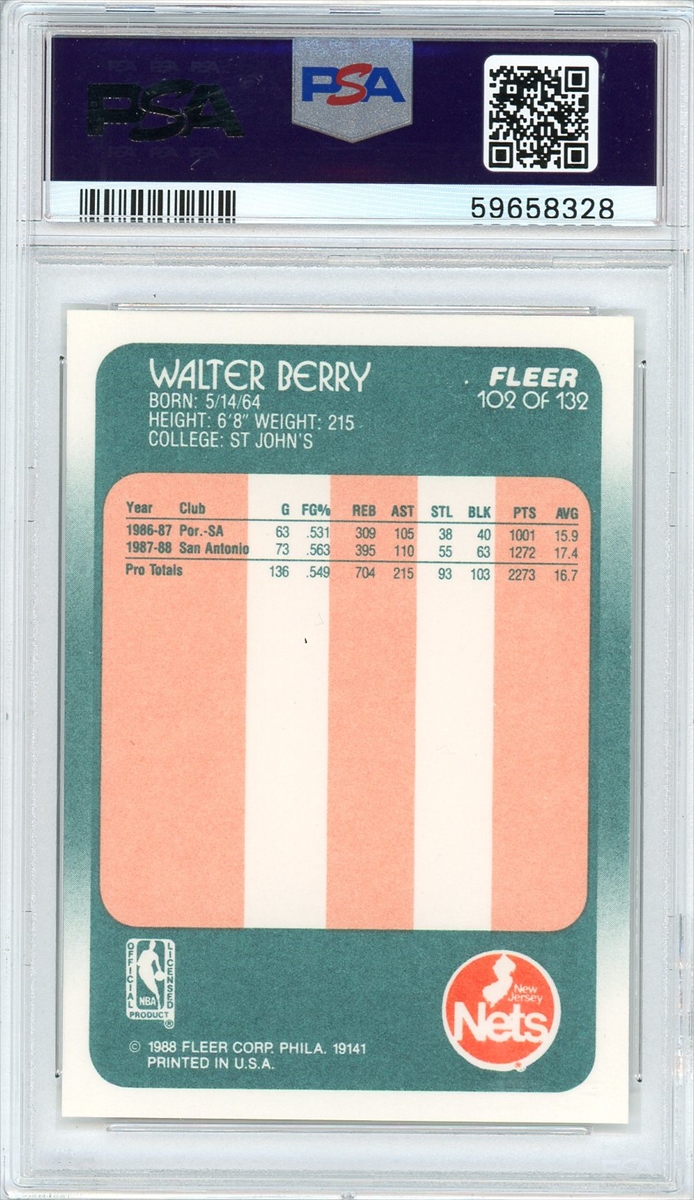 PSA
PSA
59658328
WALTER BERRY
BORN: 5/14/64
HEIGHT: 6'8" WEIGHT: 215
COLLEGE: ST JOHN'S
FLEER
102 OF 132
Year Club G FG% REB AST STL BLK PTS AVG
1986-87 Por.-SA 63 .531 309 105 38 40 1001 15.9
1987-88 San Antonio 73 .563 395 110 55 63 1272 17.4
Pro Totals 136 .549 704 215 93 103 2273 16.7
OFFICIAL
LICENSED
NBA
PRODUCT ®
New
Jersey
Nets ®
© 1988 FLEER CORP. PHILA. 19141
PRINTED IN U.S.A.